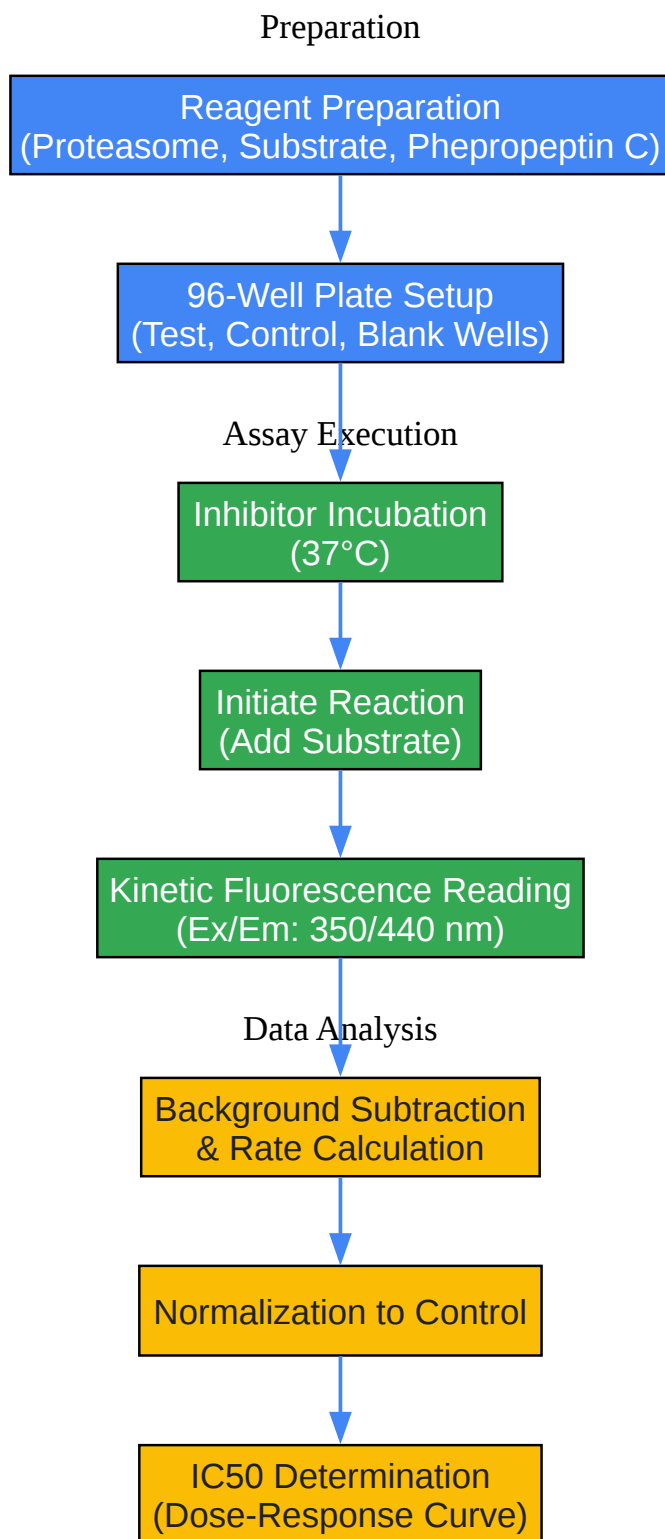 Preparation
Reagent Preparation
(Proteasome, Substrate, Phepropeptin C)
96-Well Plate Setup
(Test, Control, Blank Wells)
Assay Execution
Inhibitor Incubation
(37°C)
Initiate Reaction
(Add Substrate)
Kinetic Fluorescence Reading
(Ex/Em: 350/440 nm)
Data Analysis
Background Subtraction
& Rate Calculation
Normalization to Control
IC50 Determination
(Dose-Response Curve)